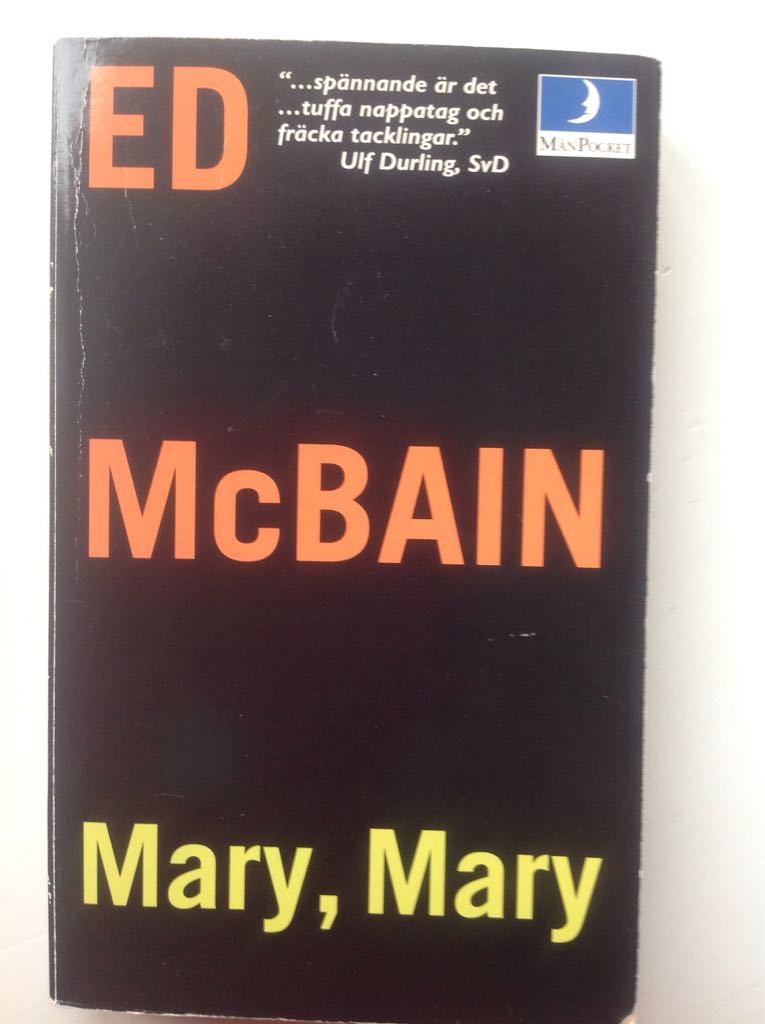 ED
“...spännande är det
...tuffa nappatag och
fräcka tacklingar.”
Ulf Durling, SvD
MÅNPOCKET
McBAIN
Mary, Mary